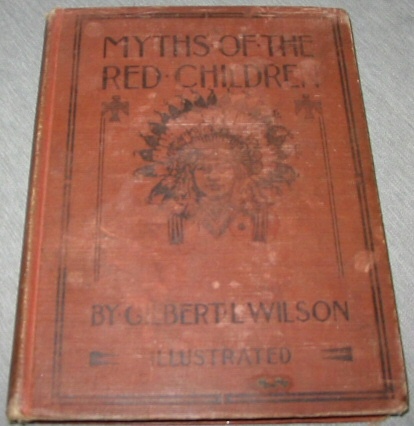 MYTHS·OF·THE
RED·CHILDREN
BY·GILBERT·L·WILSON
ILLUSTRATED